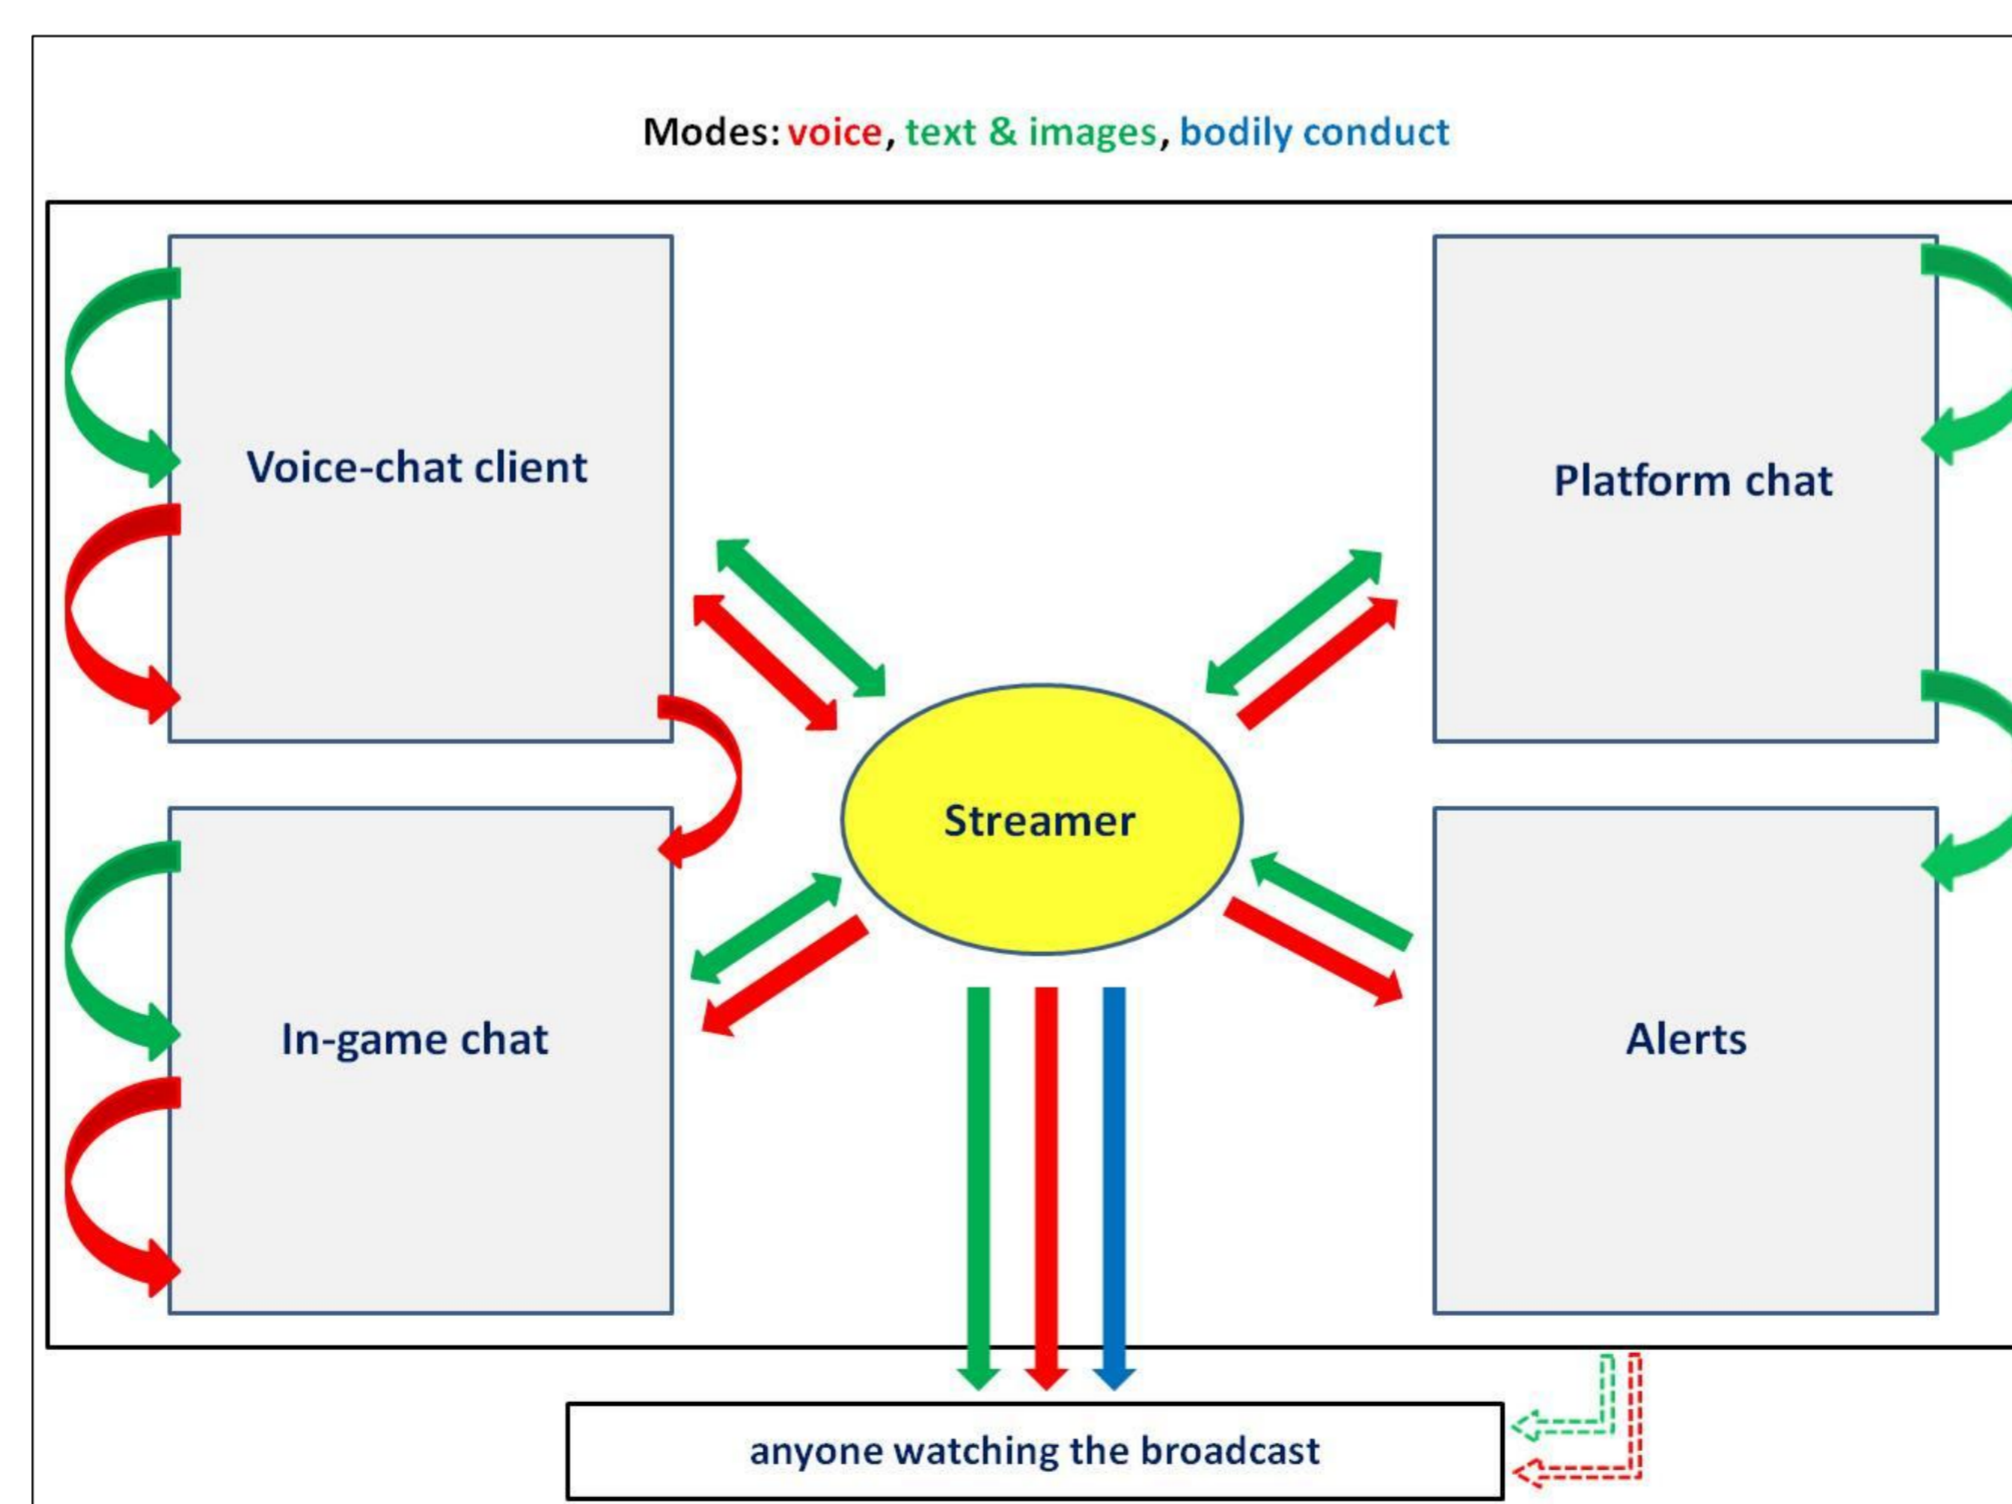 Modes: voice, text & images, bodily conduct
Voice-chat client
Platform chat
Streamer
In-game chat
Alerts
anyone watching the broadcast